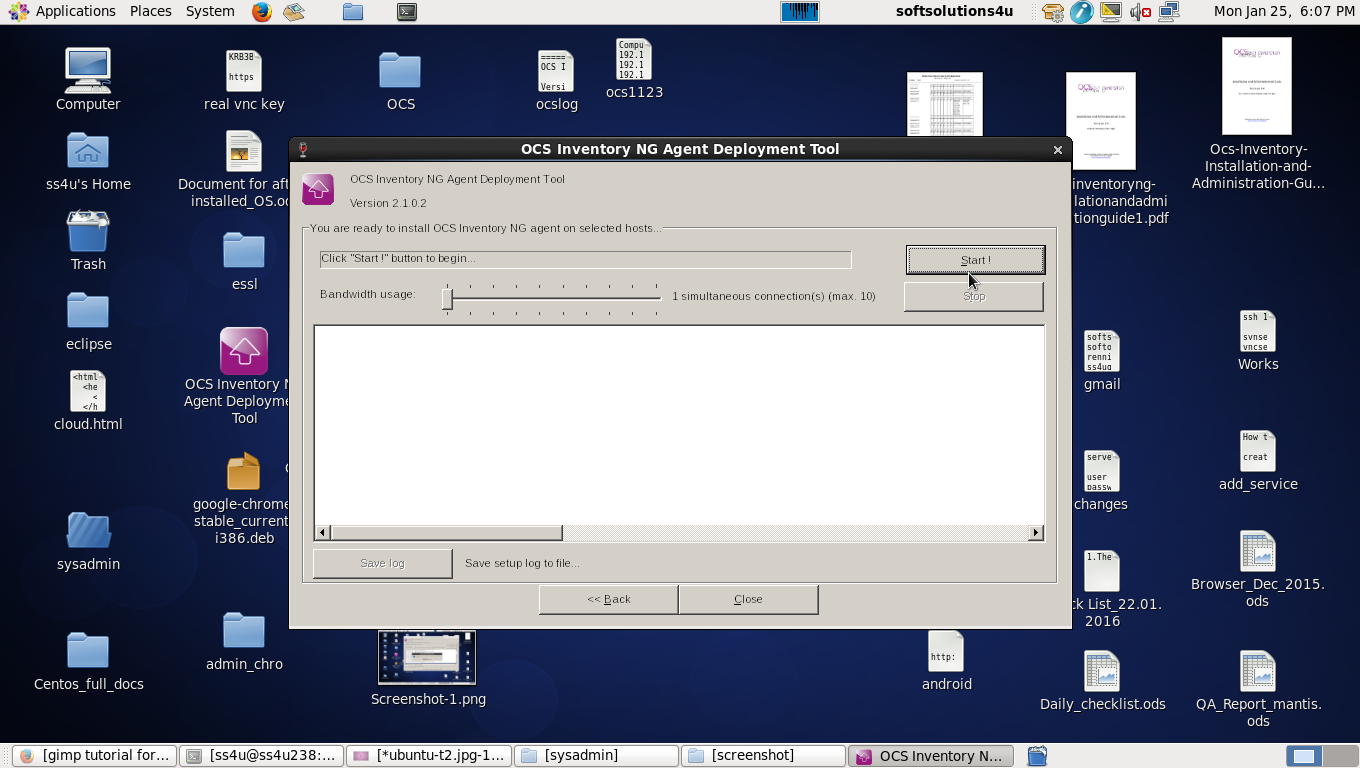 Applications Places System
softsolutions4u
Mon Jan 25, 6:07 PM
Computer
real vnc key
OCS
ocslog
ocs1123
KRB3B
https
=====
OCS I
Versi
Compu
192.1
192.1
192.1
Ocs-Inventory-
Installation-and-
Administration-Gu...
ss4u's Home
Document for aft
installed_OS.oc
inventoryng-
lationandadmi
tionguide1.pdf
Trash
essl
eclipse
OCS Inventory N
Agent Deployme
Tool
<html
<he
<
</h
cloud.html
google-chrome
stable_current
i386.deb
sysadmin
Centos_full_docs
admin_chro
Screenshot-1.png
OCS Inventory NG Agent Deployment Tool
OCS Inventory NG Agent Deployment Tool
Version 2.1.0.2
You are ready to install OCS Inventory NG agent on selected hosts...
Click "Start !" button to begin...
Start !
Bandwidth usage:
1 simultaneous connection(s) (max. 10)
Stop
Save log
Save setup log to file...
<< Back
Close
softs
softo
renni
ss4ug
gmail
ssh 1
svnse
vncse
Works
serve
user
passw
changes
How t
creat
add_service
1.The
ck List_22.01.
2016
Browser_Dec_2015.
ods
http:
android
Daily_checklist.ods
QA_Report_mantis.
ods
[gimp tutorial for...
[ss4u@ss4u238:...
[*ubuntu-t2.jpg-1...
[sysadmin]
[screenshot]
OCS Inventory N...